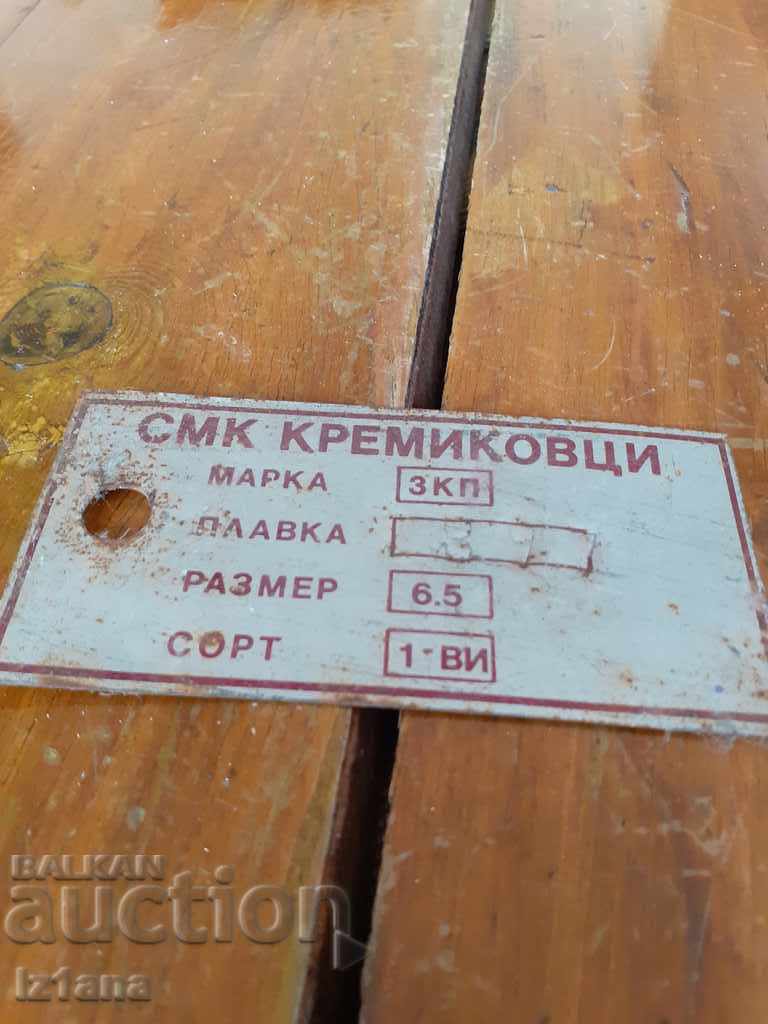 СМК КРЕМИКОВЦИ
МАРКА 3КП
ПЛАВКА
РАЗМЕР 6.5
СОРТ 1-ВИ
BALKAN
auction
Iz1ana